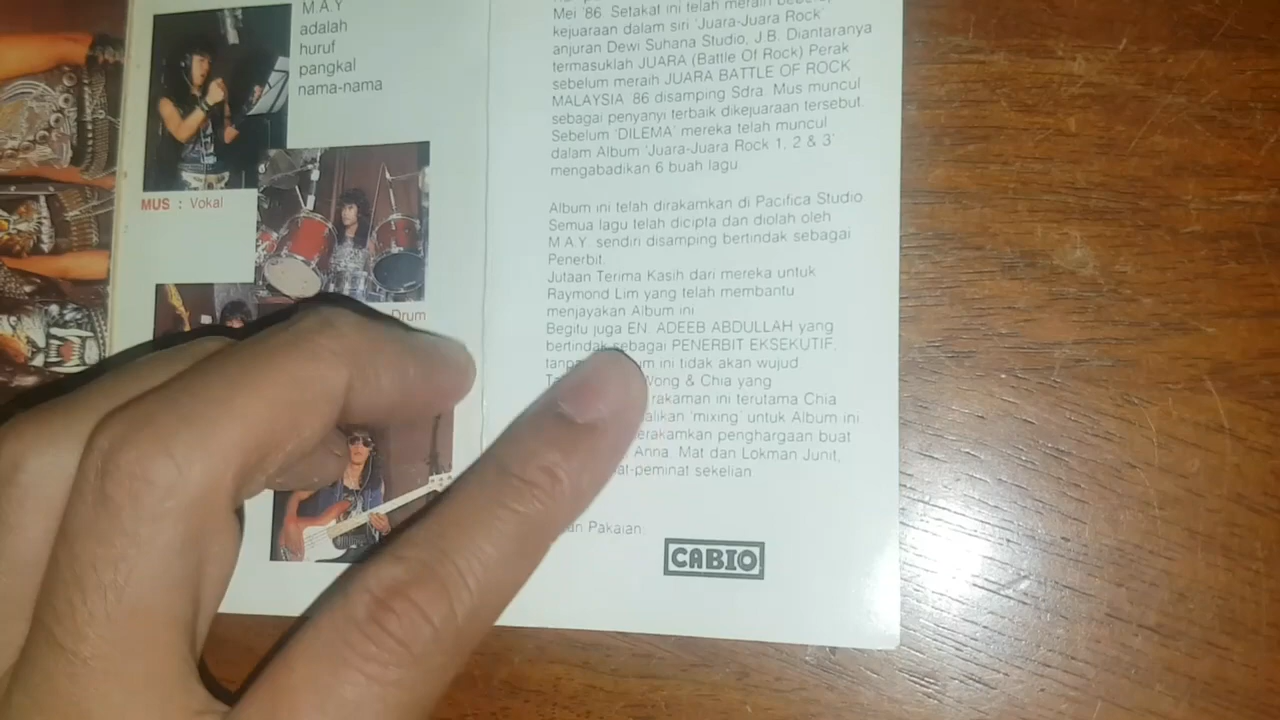 M.A.Y
adalah
huruf
pangkal
nama-nama
MUS : Vokal
Drum
Mei '86. Setakat ini telah meraih
kejuaraan dalam siri 'Juara-Juara Rock'
anjuran Dewi Suhana Studio, J.B. Diantaranya
termasuklah JUARA (Battle Of Rock) Perak
sebelum meraih JUARA BATTLE OF ROCK
MALAYSIA '86 disamping Sdra. Mus muncul
sebagai penyanyi terbaik dikejuaraan tersebut.
Sebelum 'DILEMA' mereka telah muncul
dalam Album 'Juara-Juara Rock 1, 2 & 3'
mengabadikan 6 buah lagu.
Album ini telah dirakamkan di Pacifica Studio
Semua lagu telah dicipta dan diolah oleh
M.A.Y. sendiri disamping bertindak sebagai
Penerbit.
Jutaan Terima Kasih dari mereka untuk
Raymond Lim yang telah membantu
menjayakan Album ini
Begitu juga EN. ADEEB ABDULLAH yang
bertindak sebagai PENERBIT EKSEKUTIF,
ini tidak akan wujud
Wong & Chia yang
rakaman ini terutama Chia
'mixing' untuk Album ini
penghargaan buat
Anna. Mat dan Lokman Junit,
sekelian.
Pakaian:
CABIO